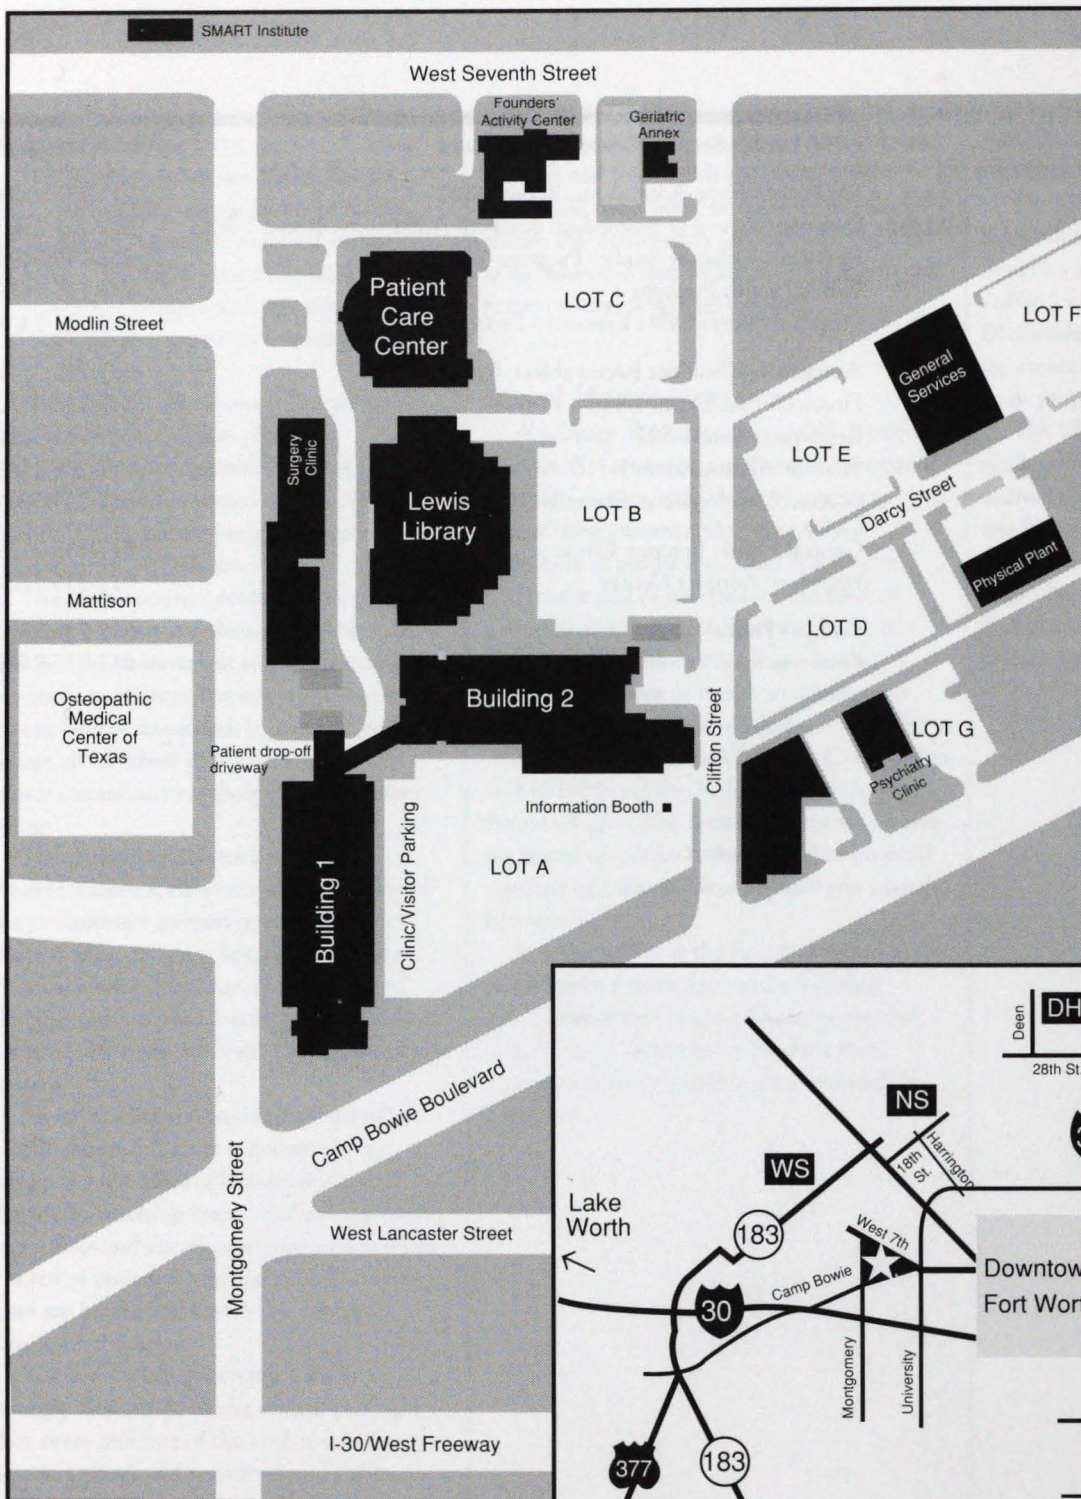 SMART Institute
West Seventh Street
Founders'
Activity Center
Geriatric
Annex
Patient
Care
Center
LOT C
LOT F
Modlin Street
General
Services
Surgery
Clinic
LOT E
Lewis
Library
LOT B
Darcy Street
Physical Plant
Mattison
LOT D
Osteopathic
Medical
Center of
Texas
Building 2
LOT G
Patient drop-off
driveway
Clifton Street
Psychiatry
Clinic
Information Booth
Clinic/Visitor Parking
LOT A
Building 1
Camp Bowie Boulevard
Montgomery Street
West Lancaster Street
I-30/West Freeway
Deen
DH
28th St.
NS
Harrington
18th
St.
WS
Lake
Worth
183
West 7th
Camp Bowie
30
Downtow
Fort Wor
Montgomery
University
377
183